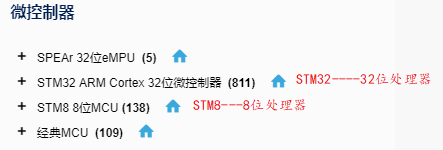 微控制器
+ SPEAr 32位eMPU (5)
+ STM32 ARM Cortex 32位微控制器 (811) STM32----32位处理器
+ STM8 8位MCU (138) STM8---8位处理器
+ 经典MCU (109)